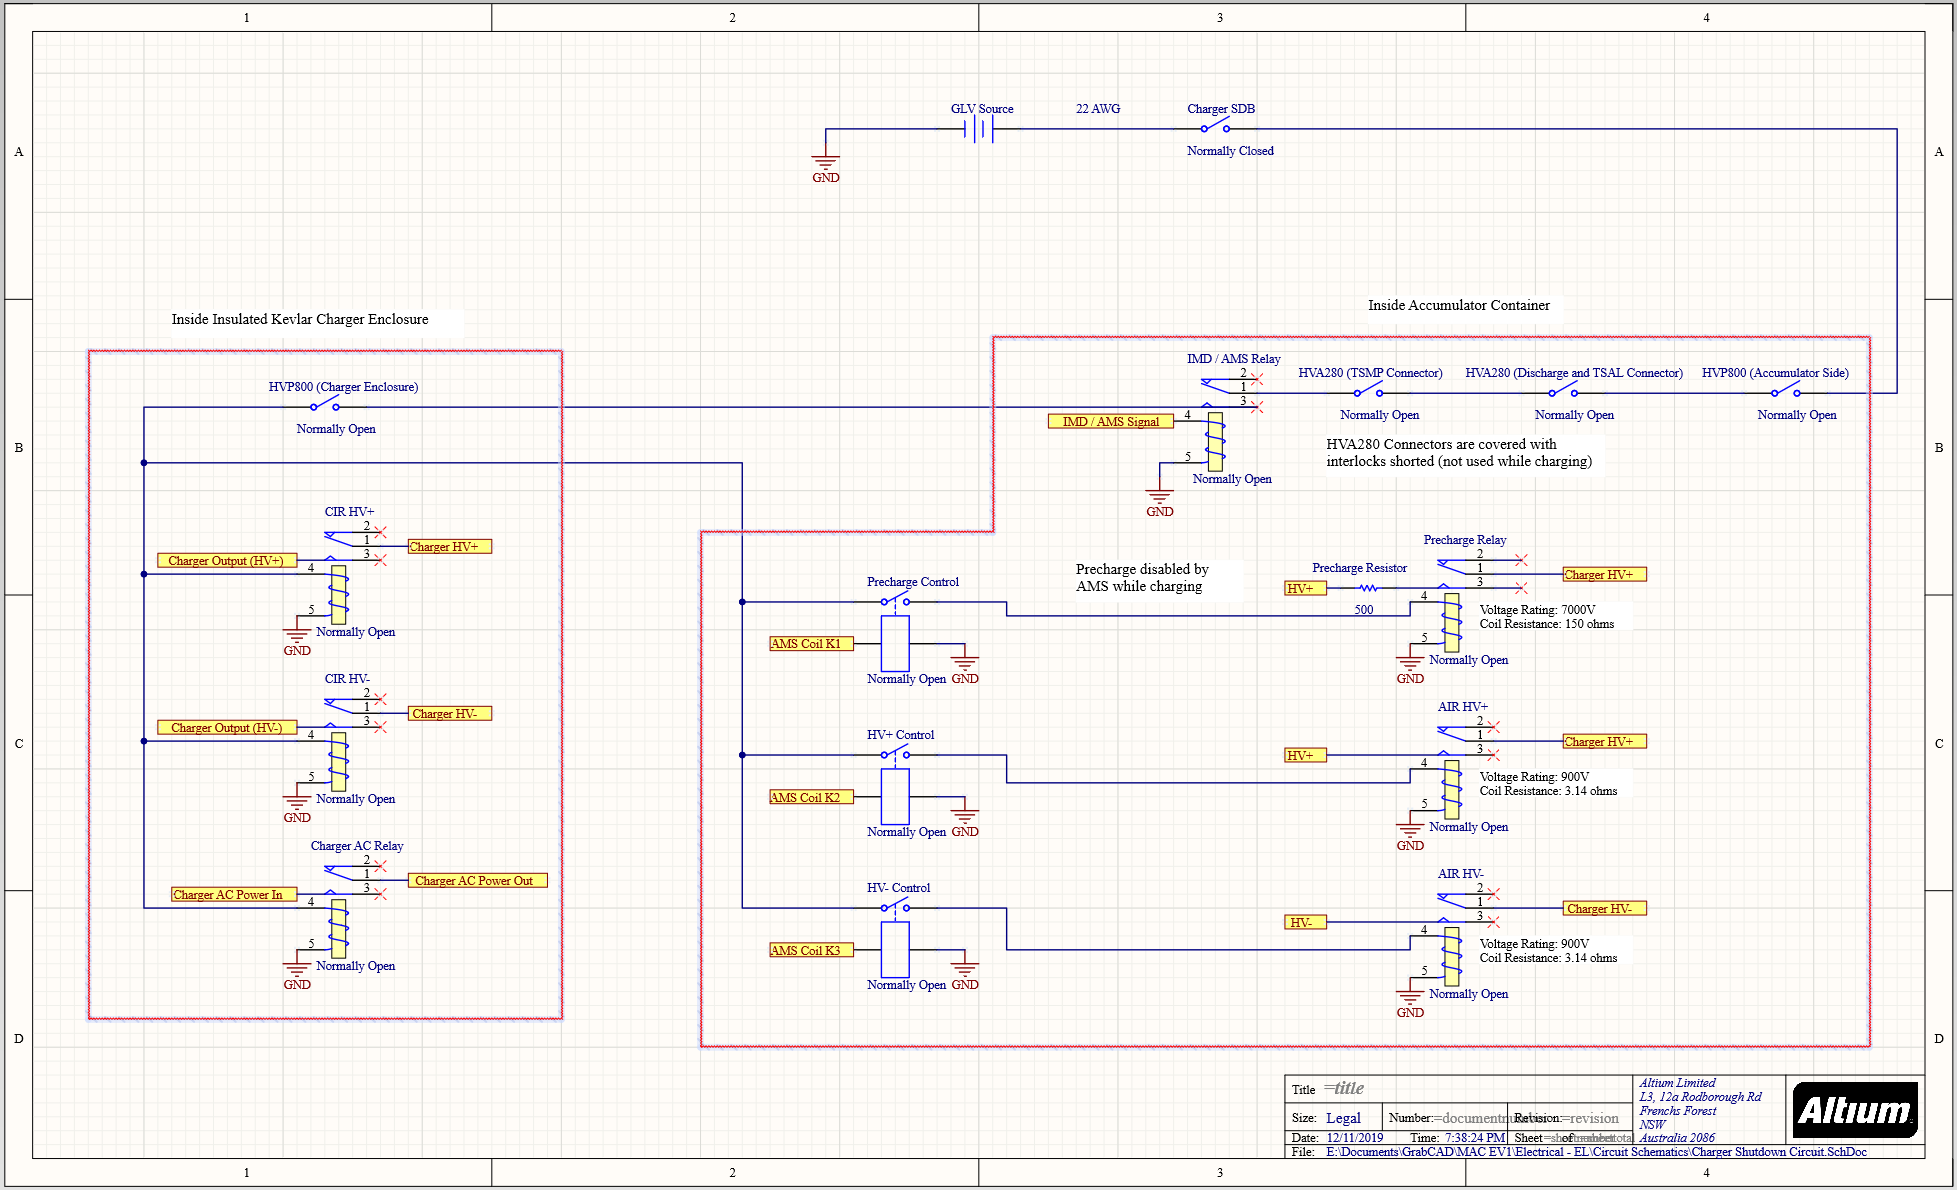 1
2
3
4
A
A
GLV Source
22 AWG
Charger SDB
Normally Closed
GND
Inside Insulated Kevlar Charger Enclosure
Inside Accumulator Container
B
B
HVP800 (Charger Enclosure)
Normally Open
IMD / AMS Relay
2
1
3
4
5
IMD / AMS Signal
Normally Open
GND
HVA280 (TSMP Connector)
Normally Open
HVA280 (Discharge and TSAL Connector)
Normally Open
HVP800 (Accumulator Side)
Normally Open
HVA280 Connectors are covered with
interlocks shorted (not used while charging)
CIR HV+
2
1
3
4
5
Charger HV+
Charger Output (HV+)
Normally Open
GND
CIR HV-
2
1
3
4
5
Charger HV-
Charger Output (HV-)
Normally Open
GND
Charger AC Relay
2
1
3
4
5
Charger AC Power Out
Charger AC Power In
Normally Open
GND
Precharge disabled by
AMS while charging
Precharge Control
AMS Coil K1
Normally Open
GND
Precharge Relay
2
1
3
4
5
Precharge Resistor
HV+
500
Charger HV+
Voltage Rating: 7000V
Coil Resistance: 150 ohms
Normally Open
GND
C
C
HV+ Control
AMS Coil K2
Normally Open
GND
AIR HV+
2
1
3
4
5
HV+
Charger HV+
Voltage Rating: 900V
Coil Resistance: 3.14 ohms
Normally Open
GND
HV- Control
AMS Coil K3
Normally Open
GND
AIR HV-
2
1
3
4
5
HV-
Charger HV-
Voltage Rating: 900V
Coil Resistance: 3.14 ohms
Normally Open
GND
D
D
Title =title
Size: Legal
Number: Revision:=revision
Date: 12/11/2019 Time: 7:38:24 PM Sheet of
File: E:\Documents\GrabCAD\MAC EV1\Electrical - EL\Circuit Schematics\Charger Shutdown Circuit.SchDoc
Altium Limited
L3, 12a Rodborough Rd
Frenchs Forest
NSW
Australia 2086
Altium
1
2
3
4